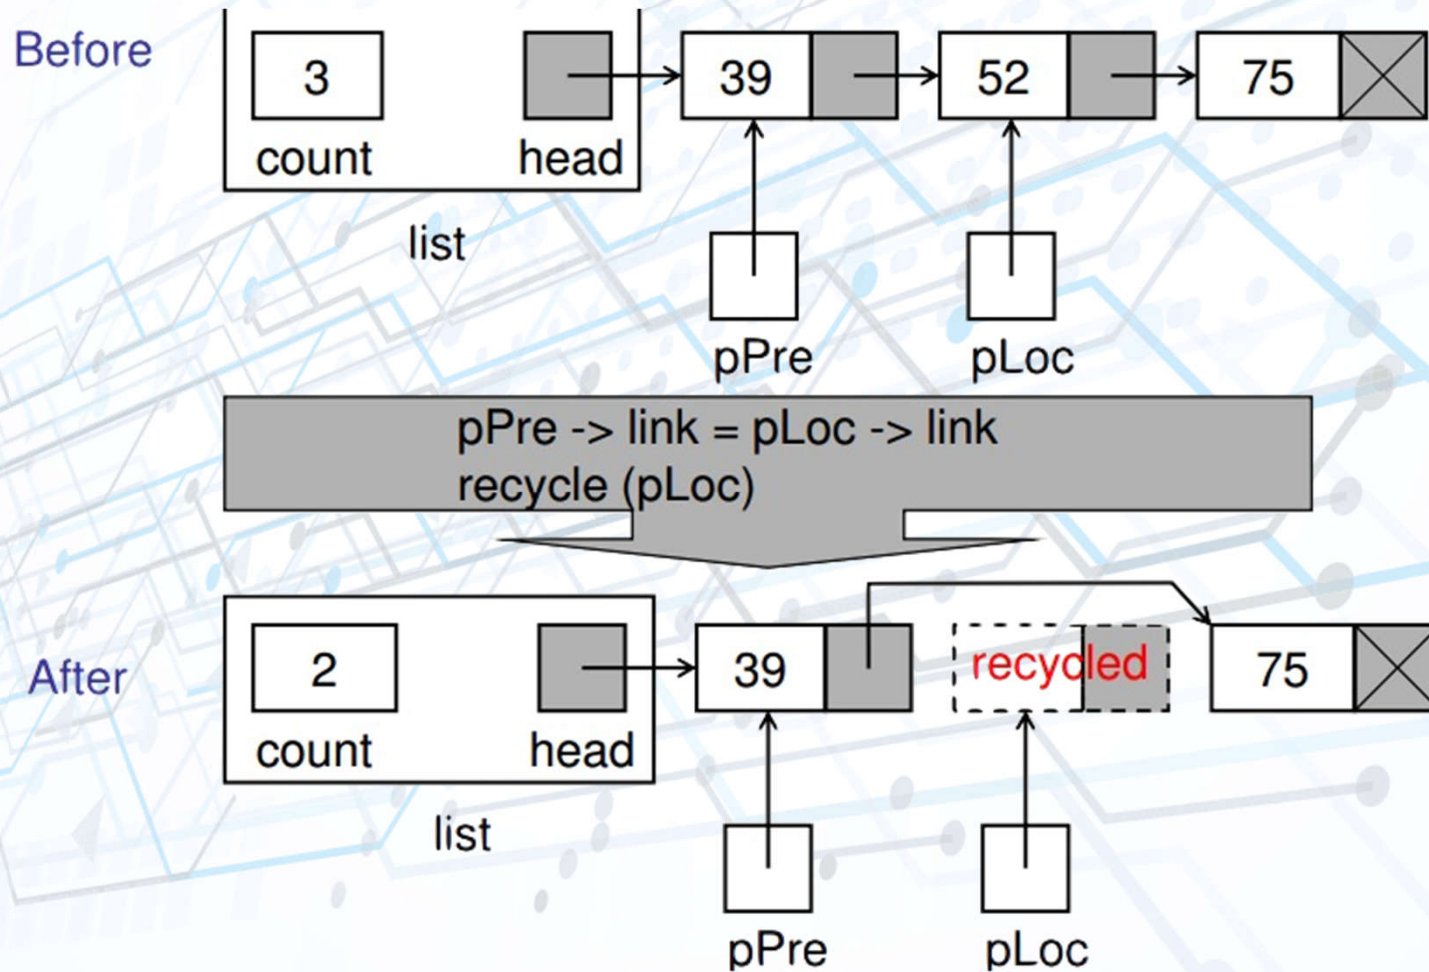 Before
3
39
52
75
count
head
list
pPre
pLoc
pPre -> link = pLoc -> link
recycle (pLoc)
After
2
39
recycled
75
count
head
list
pPre
pLoc